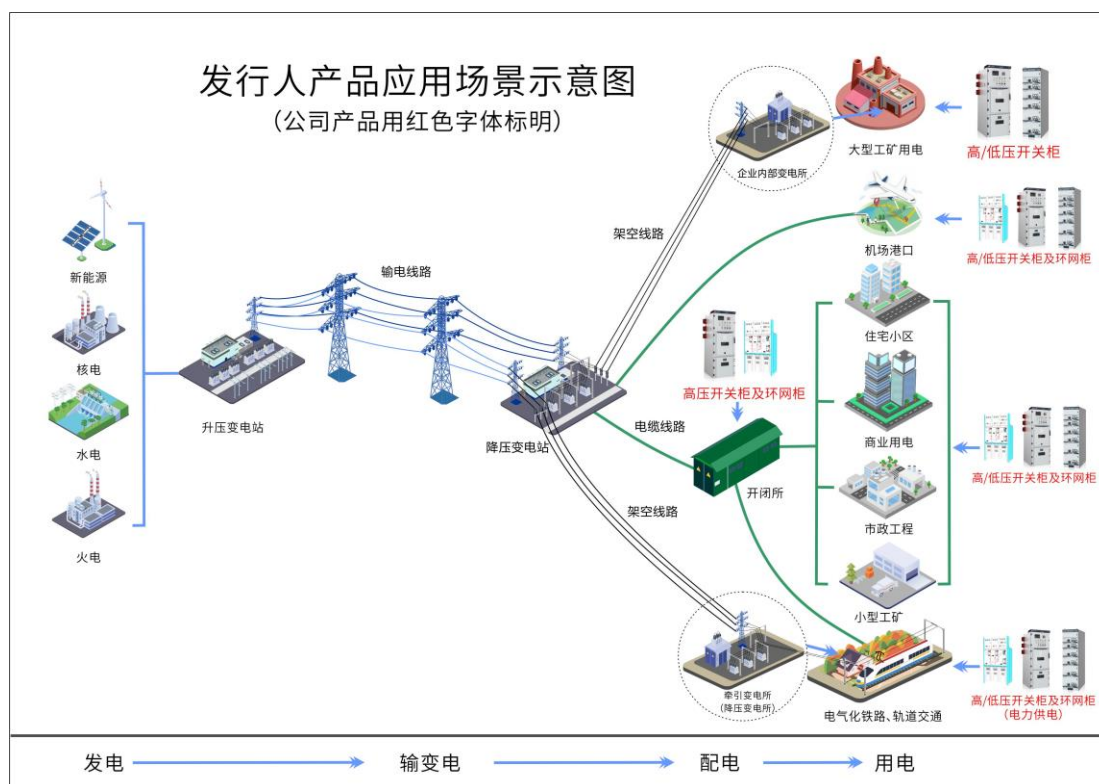 发行人产品应用场景示意图
(公司产品用红色字体标明)
大型工矿用电
高/低压开关柜
企业内部变电所
架空线路
机场港口
高/低压开关柜及环网柜
新能源
输电线路
住宅小区
核电
高压开关柜及环网柜
升压变电站
降压变电站
电缆线路
商业用电
水电
高/低压开关柜及环网柜
开闭所
架空线路
市政工程
火电
小型工矿
牵引变电所
(降压变电所)
电气化铁路、轨道交通
高/低压开关柜及环网柜
(电力供电)
发电
输变电
配电
用电